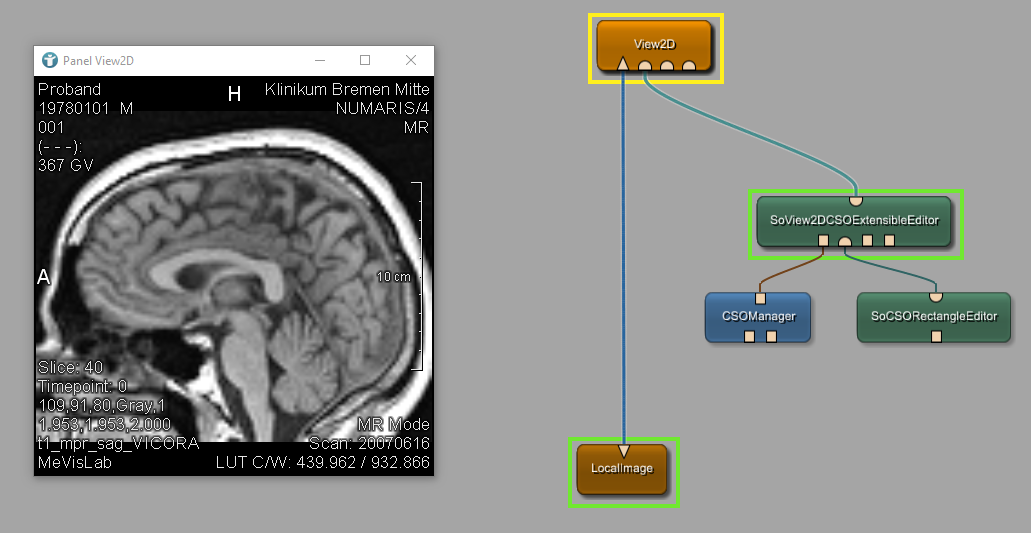 Panel View2D
Proband
19780101 M
001
(- - -):
367 GV
H
Klinikum Bremen Mitte
NUMARIS/4
MR
A
10 cm
Slice: 40
Timepoint: 0
109,91,80,Gray,1
1.953,1.953,2.000
t1_mpr_sag_VICORA
MeVisLab
MR Mode
Scan: 20070616
LUT C/W: 439.962 / 932.866
View2D
SoView2DCSOExtensibleEditor
CSOManager
SoCSORectangleEditor
LocalImage